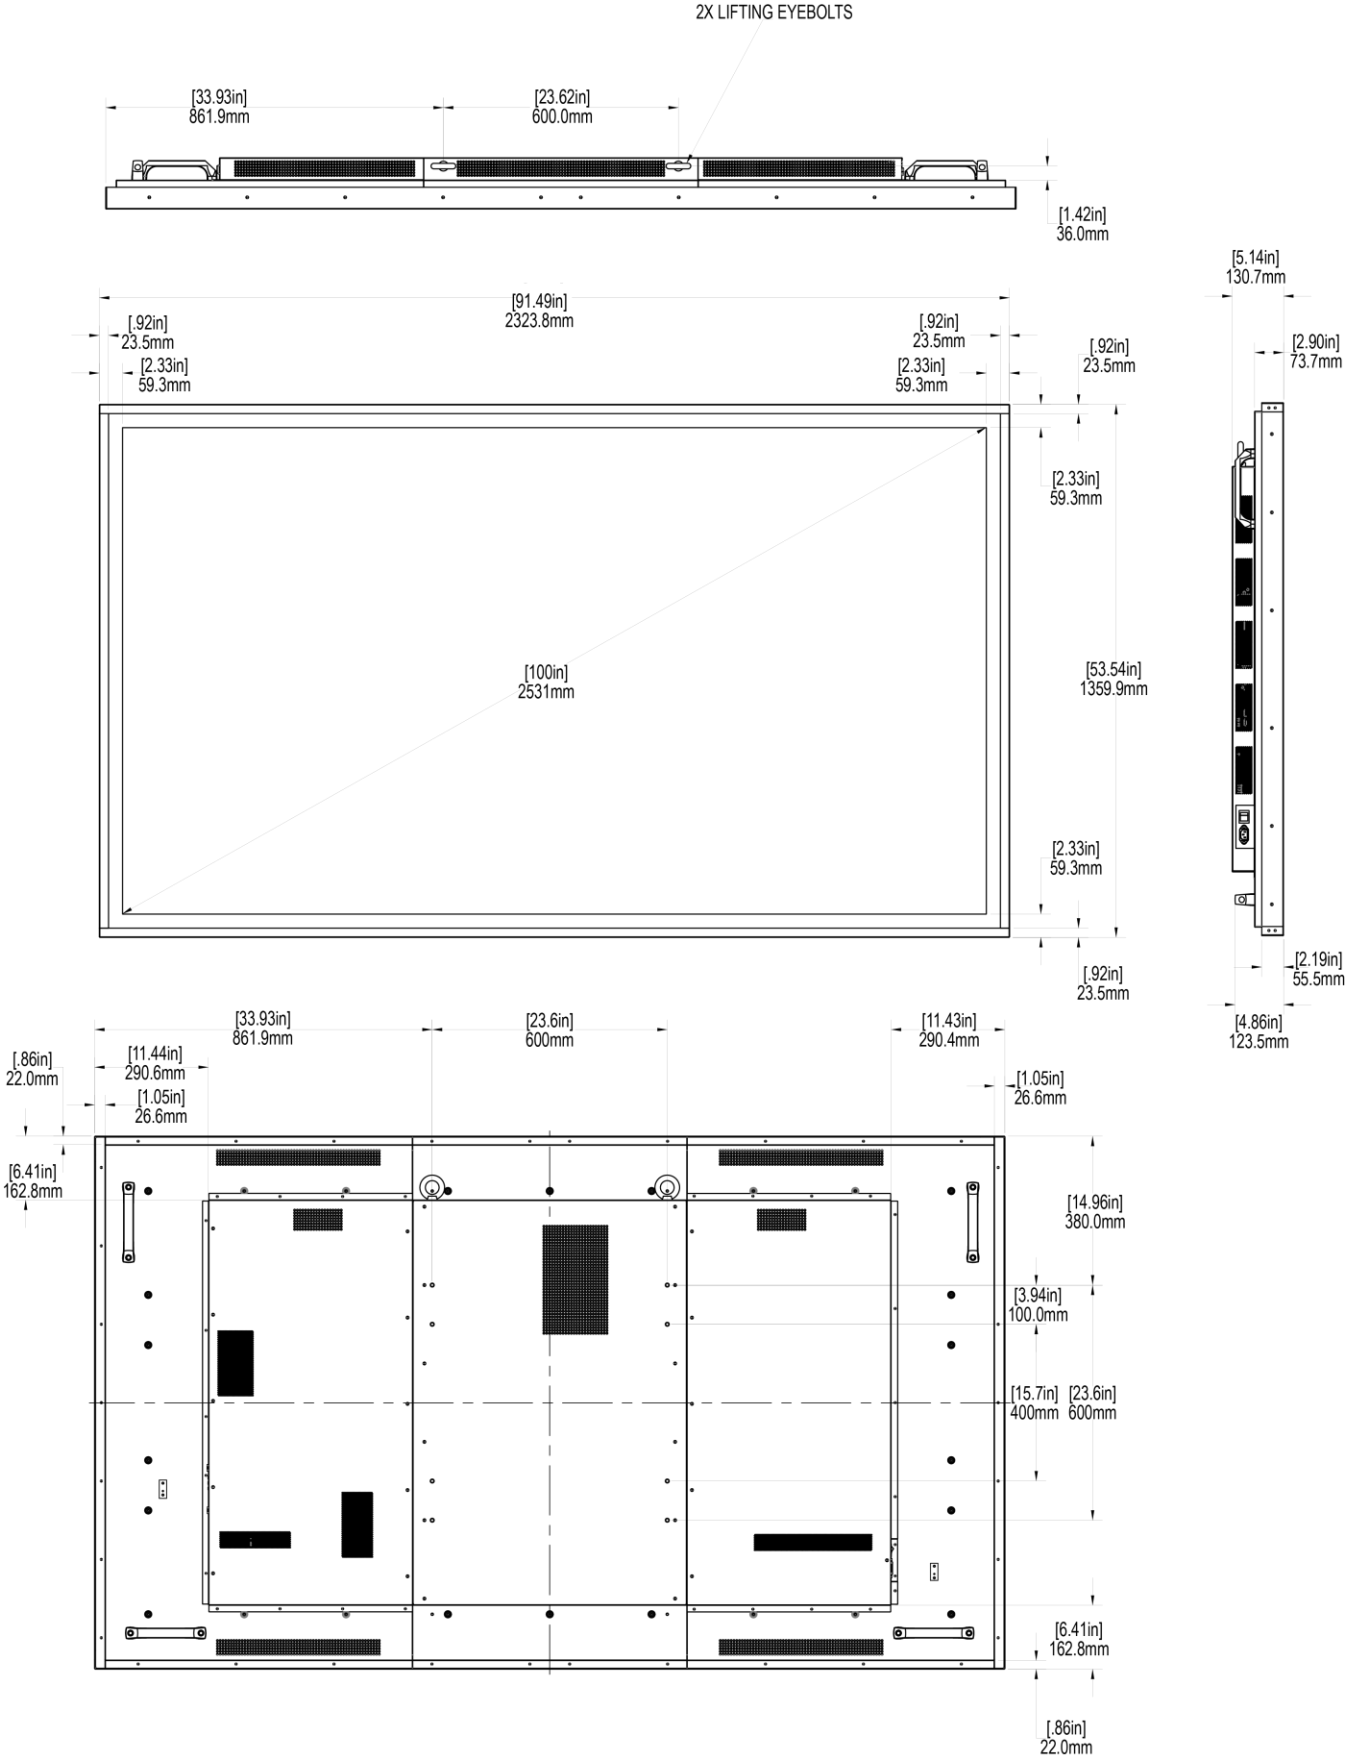 2X LIFTING EYEBOLTS
[33.93in]
861.9mm
[23.62in]
600.0mm
[1.42in]
36.0mm
[5.14in]
130.7mm
[91.49in]
2323.8mm
[.92in]
23.5mm
[.92in]
23.5mm
[.92in]
23.5mm
[2.90in]
73.7mm
[2.33in]
59.3mm
[2.33in]
59.3mm
[2.33in]
59.3mm
[100in]
2531mm
[53.54in]
1359.9mm
[2.33in]
59.3mm
[.92in]
23.5mm
[2.19in]
55.5mm
[4.86in]
123.5mm
[33.93in]
861.9mm
[23.6in]
600mm
[11.43in]
290.4mm
[.86in]
22.0mm
[11.44in]
290.6mm
[1.05in]
26.6mm
[1.05in]
26.6mm
[6.41in]
162.8mm
[14.96in]
380.0mm
[3.94in]
100.0mm
[15.7in]
400mm
[23.6in]
600mm
[6.41in]
162.8mm
[.86in]
22.0mm